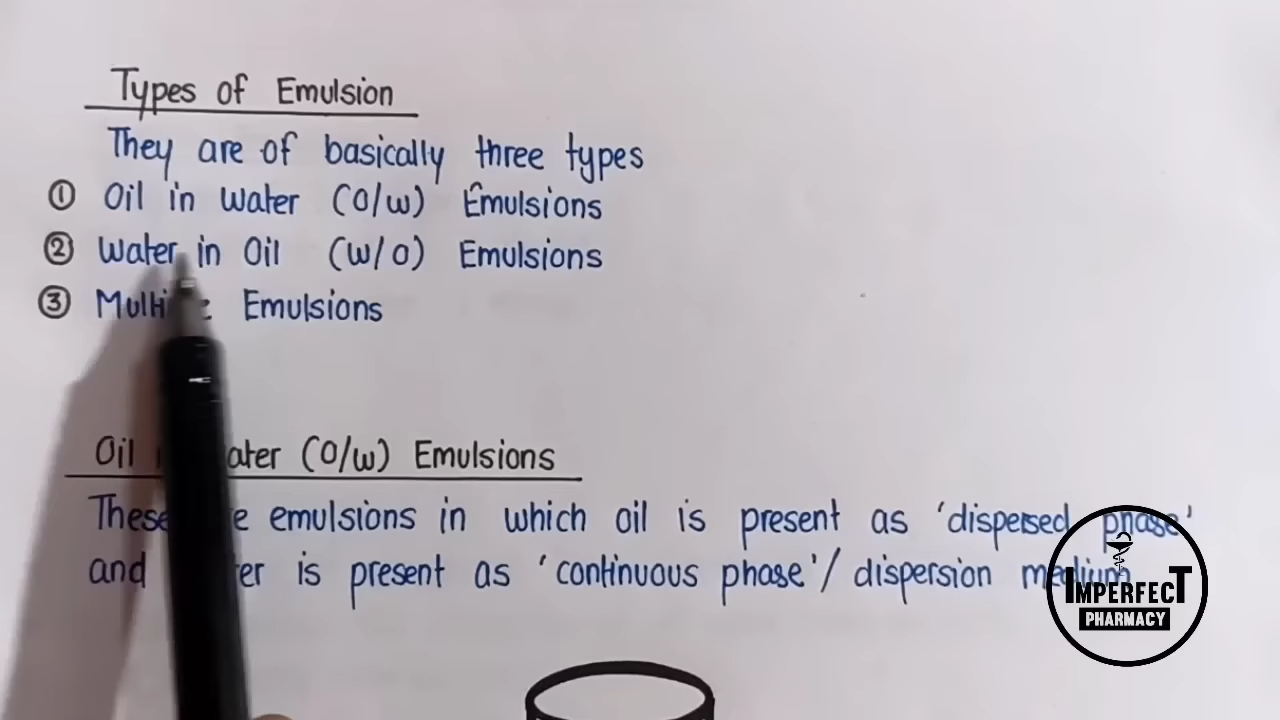 Types of Emulsion
They are of basically three types
① Oil in Water (O/W) Emulsions
② Water in Oil (W/O) Emulsions
③ Emulsions
Oil (O/W) Emulsions
emulsions in which oil is present as 'dispersed phase'
and is present as 'continuous phase'/ dispersion medium
IMPERFECT
PHARMACY